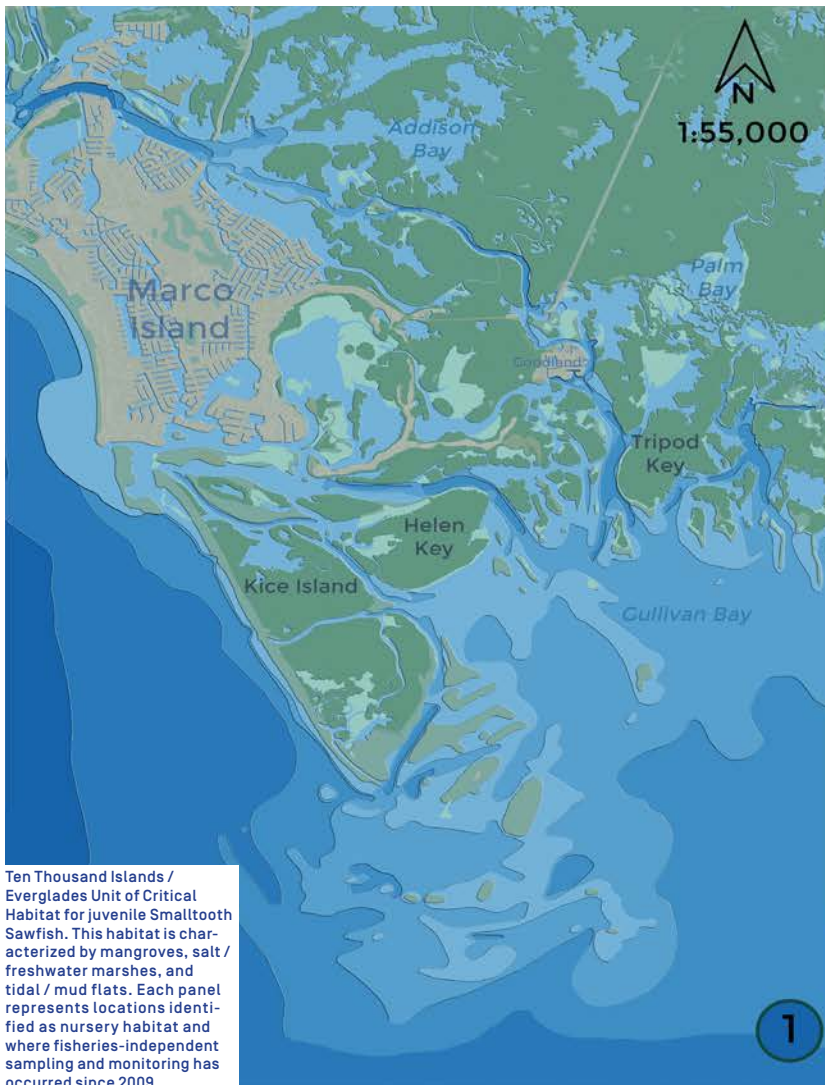 N
1:55,000
Addison
Bay
Palm
Bay
Marco
island
Goodland
Tripod
Key
Helen
Key
Kice Island
Gullivan Bay
Ten Thousand Islands /
Everglades Unit of Critical
Habitat for juvenile Smalltooth
Sawfish. This habitat is char-
acterized by mangroves, salt /
freshwater marshes, and
tidal / mud flats. Each panel
represents locations identi-
fied as nursery habitat and
where fisheries-independent
sampling and monitoring has
occurred since 2009
1